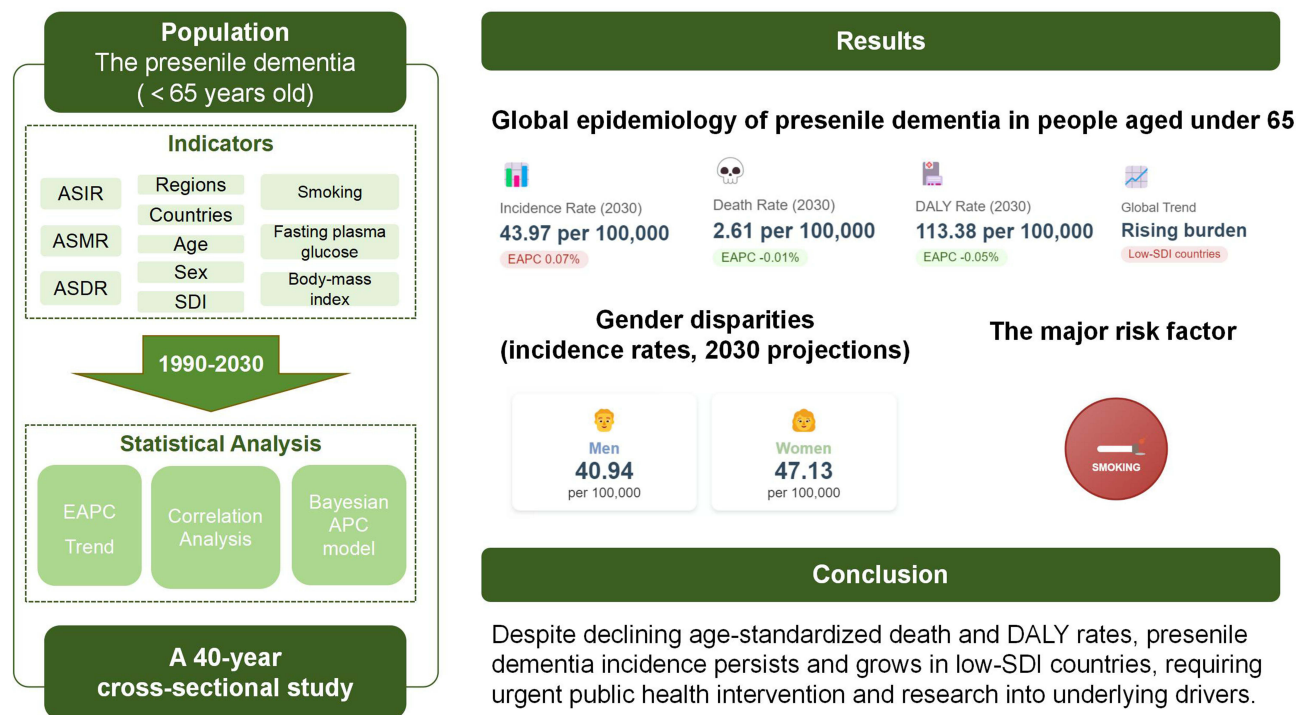 Population
The presenile dementia
( < 65 years old)
Indicators
ASIR
ASMR
ASDR
Regions
Countries
Age
Sex
SDI
Smoking
Fasting plasma
glucose
Body-mass
index
1990-2030
Statistical Analysis
EAPC
Trend
Correlation
Analysis
Bayesian
APC
model
A 40-year
cross-sectional study
Results
Global epidemiology of presenile dementia in people aged under 65
Incidence Rate (2030)
43.97 per 100,000
EAPC 0.07%
Death Rate (2030)
2.61 per 100,000
EAPC -0.01%
DALY Rate (2030)
113.38 per 100,000
EAPC -0.05%
Global Trend
Rising burden
Low-SDI countries
Gender disparities
(incidence rates, 2030 projections)
Men
40.94
per 100,000
Women
47.13
per 100,000
The major risk factor
SMOKING
Conclusion
Despite declining age-standardized death and DALY rates, presenile
dementia incidence persists and grows in low-SDI countries, requiring
urgent public health intervention and research into underlying drivers.